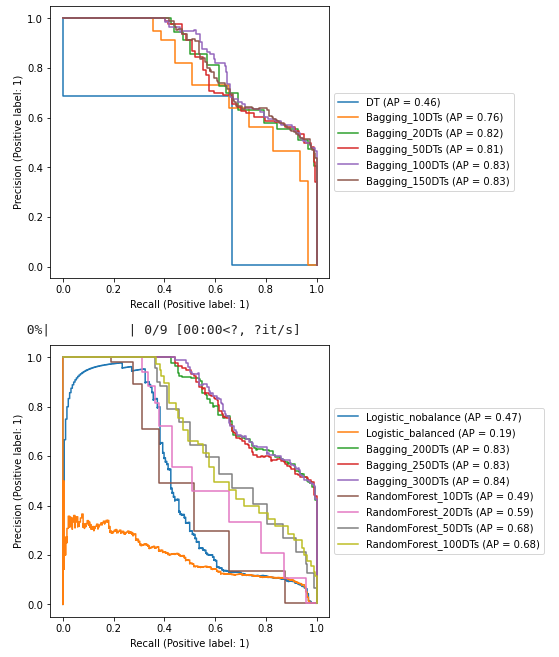 1.0
0.8
0.6
0.4
0.2
0.0
Precision (Positive label: 1)
0.0 0.2 0.4 0.6 0.8 1.0
Recall (Positive label: 1)
DT (AP = 0.46)
Bagging_10DTs (AP = 0.76)
Bagging_20DTs (AP = 0.82)
Bagging_50DTs (AP = 0.81)
Bagging_100DTs (AP = 0.83)
Bagging_150DTs (AP = 0.83)
0%| | 0/9 [00:00<?, ?it/s]
1.0
0.8
0.6
0.4
0.2
0.0
Precision (Positive label: 1)
0.0 0.2 0.4 0.6 0.8 1.0
Recall (Positive label: 1)
Logistic_nobalance (AP = 0.47)
Logistic_balanced (AP = 0.19)
Bagging_200DTs (AP = 0.83)
Bagging_250DTs (AP = 0.83)
Bagging_300DTs (AP = 0.84)
RandomForest_10DTs (AP = 0.49)
RandomForest_20DTs (AP = 0.59)
RandomForest_50DTs (AP = 0.68)
RandomForest_100DTs (AP = 0.68)